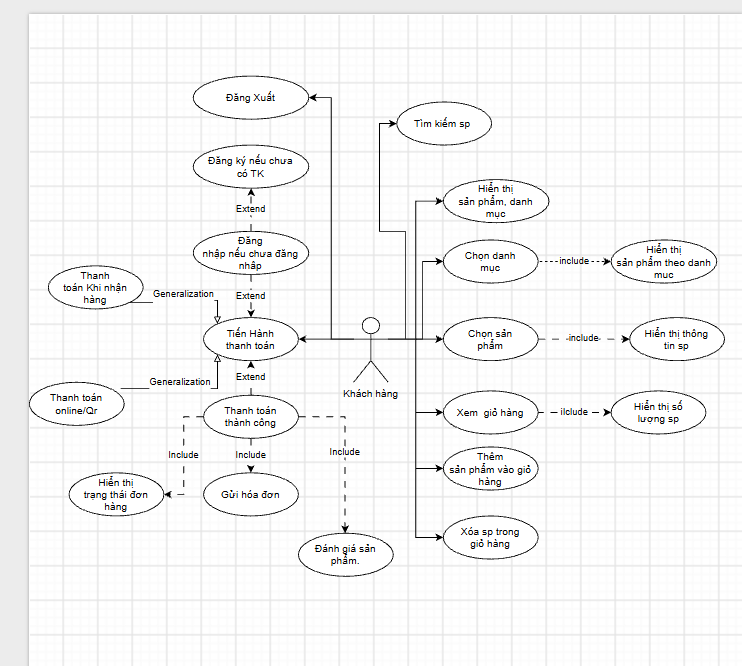 Đăng Xuất
Tìm kiếm sp
Đăng ký nếu chưa
có TK
Extend
Hiển thị
sản phẩm, danh
mục
Đăng
nhập nếu chưa đăng
nhâp
Chọn danh
mục
include
Hiển thị
sản phẩm theo danh
mục
Thanh
toán Khi nhận
hàng
Generalization
Extend
Tiến Hành
thanh toán
Khách hàng
Chọn sản
phẩm
include
Hiển thị thông
tin sp
Thanh toán
online/Qr
Generalization
Extend
Thanh toán
thành công
Xem giỏ hàng
ilclude
Hiển thị số
lượng sp
Include
Include
Include
Thêm
sản phẩm vào giỏ
hàng
Hiển thị
trạng thái đơn
hàng
Gửi hóa đơn
Đánh giá sản
phẩm.
Xóa sp trong
giỏ hàng